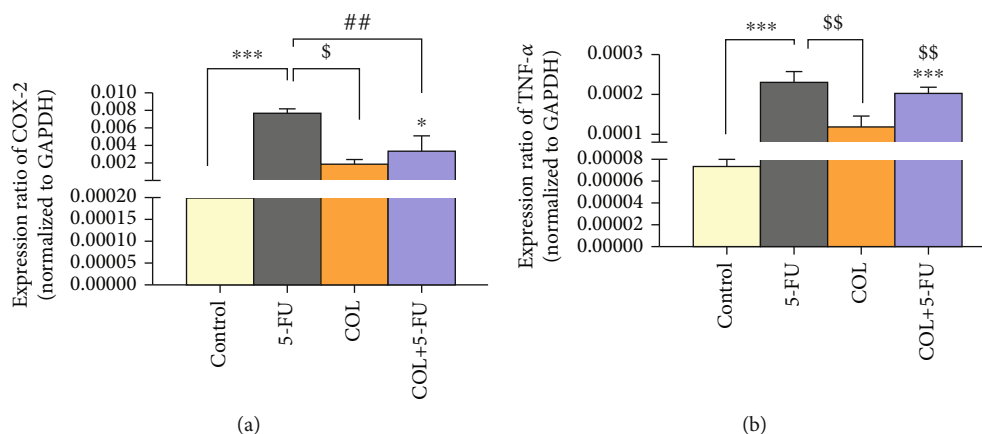 Expression ratio of COX-2
(normalized to GAPDH)
0.010
0.008
0.006
0.004
0.002
0.00020
0.00015
0.00010
0.00005
0.00000
***
$
##
*
Control
5-FU
COL
COL+5-FU
(a)
Expression ratio of TNF-α
(normalized to GAPDH)
0.0003
0.0002
0.0001
0.00008
0.00006
0.00004
0.00002
0.00000
***
$$
$$
***
Control
5-FU
COL
COL+5-FU
(b)